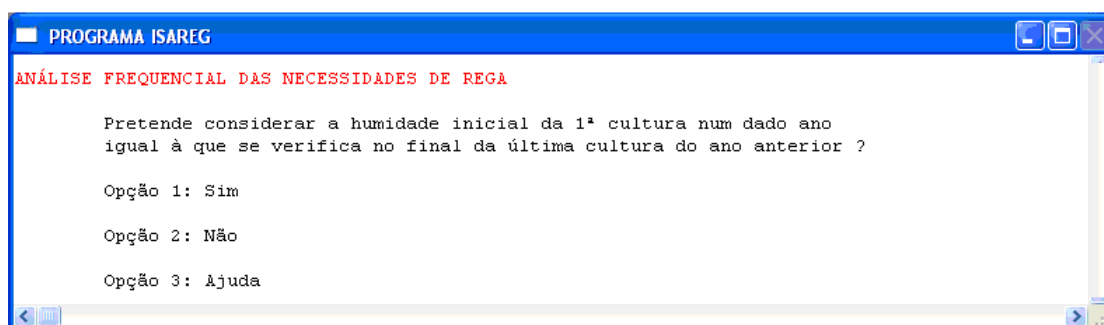 PROGRAMA ISAREG
ANÁLISE FREQUENCIAL DAS NECESSIDADES DE REGA
Pretende considerar a humidade inicial da 1ª cultura num dado ano
igual à que se verifica no final da última cultura do ano anterior ?
Opção 1: Sim
Opção 2: Não
Opção 3: Ajuda